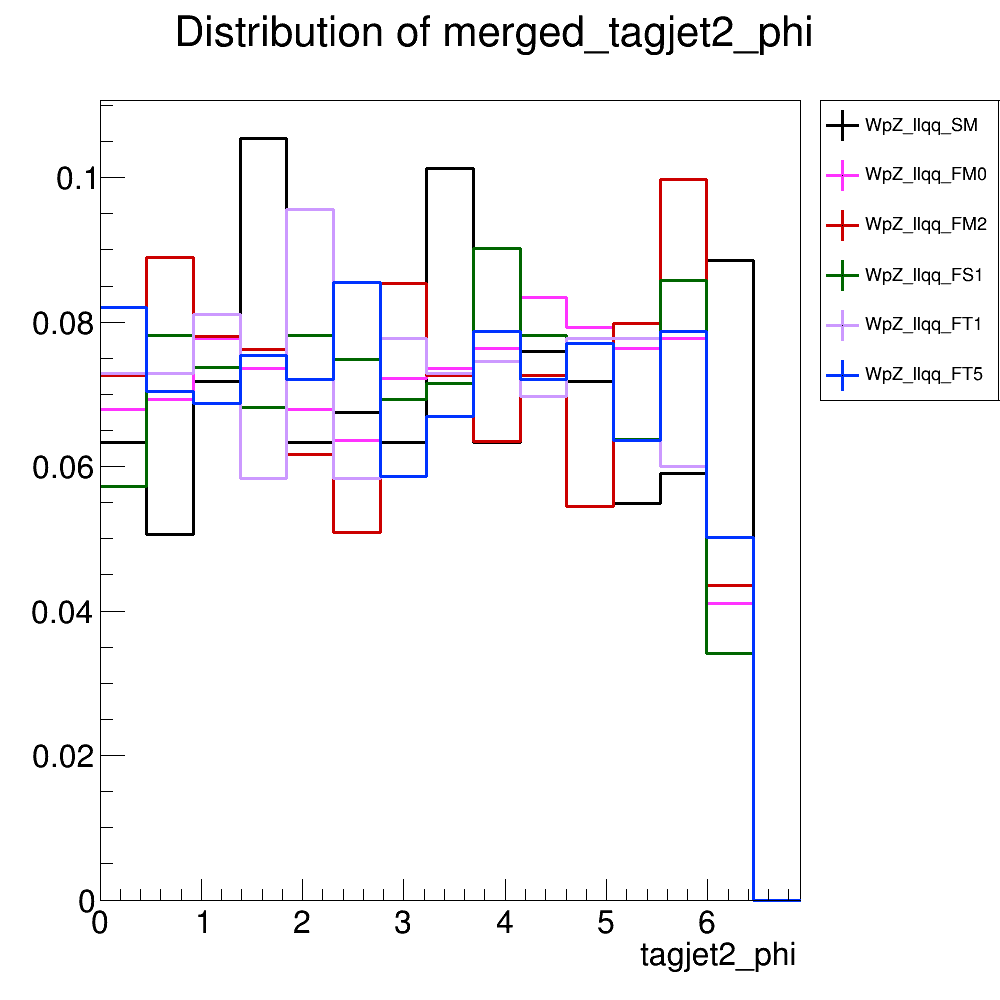 Distribution of merged_tagjet2_phi
WpZ_llqq_SM
WpZ_llqq_FM0
WpZ_llqq_FM2
WpZ_llqq_FS1
WpZ_llqq_FT1
WpZ_llqq_FT5
0.1
0.08
0.06
0.04
0.02
0
0 1 2 3 4 5 6
tagjet2_phi